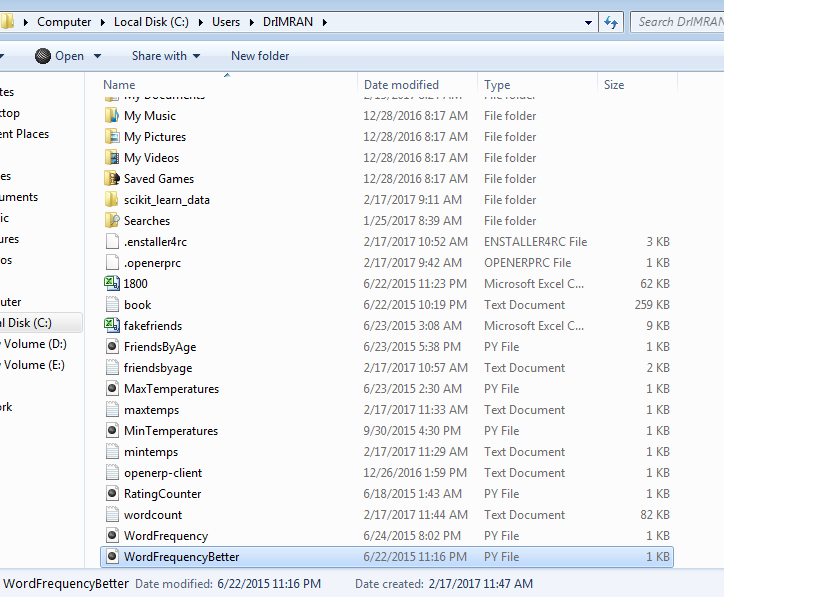 Computer Local Disk (C:) Users DrIMRAN Search DrIMRAN
Open Share with New folder
Name Date modified Type Size
My Documents
My Music 12/28/2016 8:17 AM File folder
My Pictures 12/28/2016 8:17 AM File folder
My Videos 12/28/2016 8:17 AM File folder
Saved Games 12/28/2016 8:17 AM File folder
scikit_learn_data 2/17/2017 9:11 AM File folder
Searches 1/25/2017 8:39 AM File folder
.enstaller4rc 2/17/2017 10:52 AM ENSTALLER4RC File 3 KB
.openerprc 2/17/2017 9:42 AM OPENERPRC File 1 KB
1800 6/22/2015 11:23 PM Microsoft Excel C... 62 KB
book 6/22/2015 10:19 PM Text Document 259 KB
fakefriends 6/23/2015 3:08 AM Microsoft Excel C... 9 KB
FriendsByAge 6/23/2015 5:38 PM PY File 1 KB
friendsbyage 2/17/2017 10:57 AM Text Document 2 KB
MaxTemperatures 6/23/2015 2:30 AM PY File 1 KB
maxtemps 2/17/2017 11:33 AM Text Document 1 KB
MinTemperatures 9/30/2015 4:30 PM PY File 1 KB
mintemps 2/17/2017 11:29 AM Text Document 1 KB
openerp-client 12/26/2016 1:59 PM Text Document 1 KB
RatingCounter 6/18/2015 1:43 AM PY File 1 KB
wordcount 2/17/2017 11:44 AM Text Document 82 KB
WordFrequency 6/24/2015 8:02 PM PY File 1 KB
WordFrequencyBetter 6/22/2015 11:16 PM PY File 1 KB
tes
ktop
ent Places
es
uments
ic
ures
os
uter
al Disk (C:)
Volume (D:)
Volume (E:)
ork
WordFrequencyBetter Date modified: 6/22/2015 11:16 PM Date created: 2/17/2017 11:47 AM